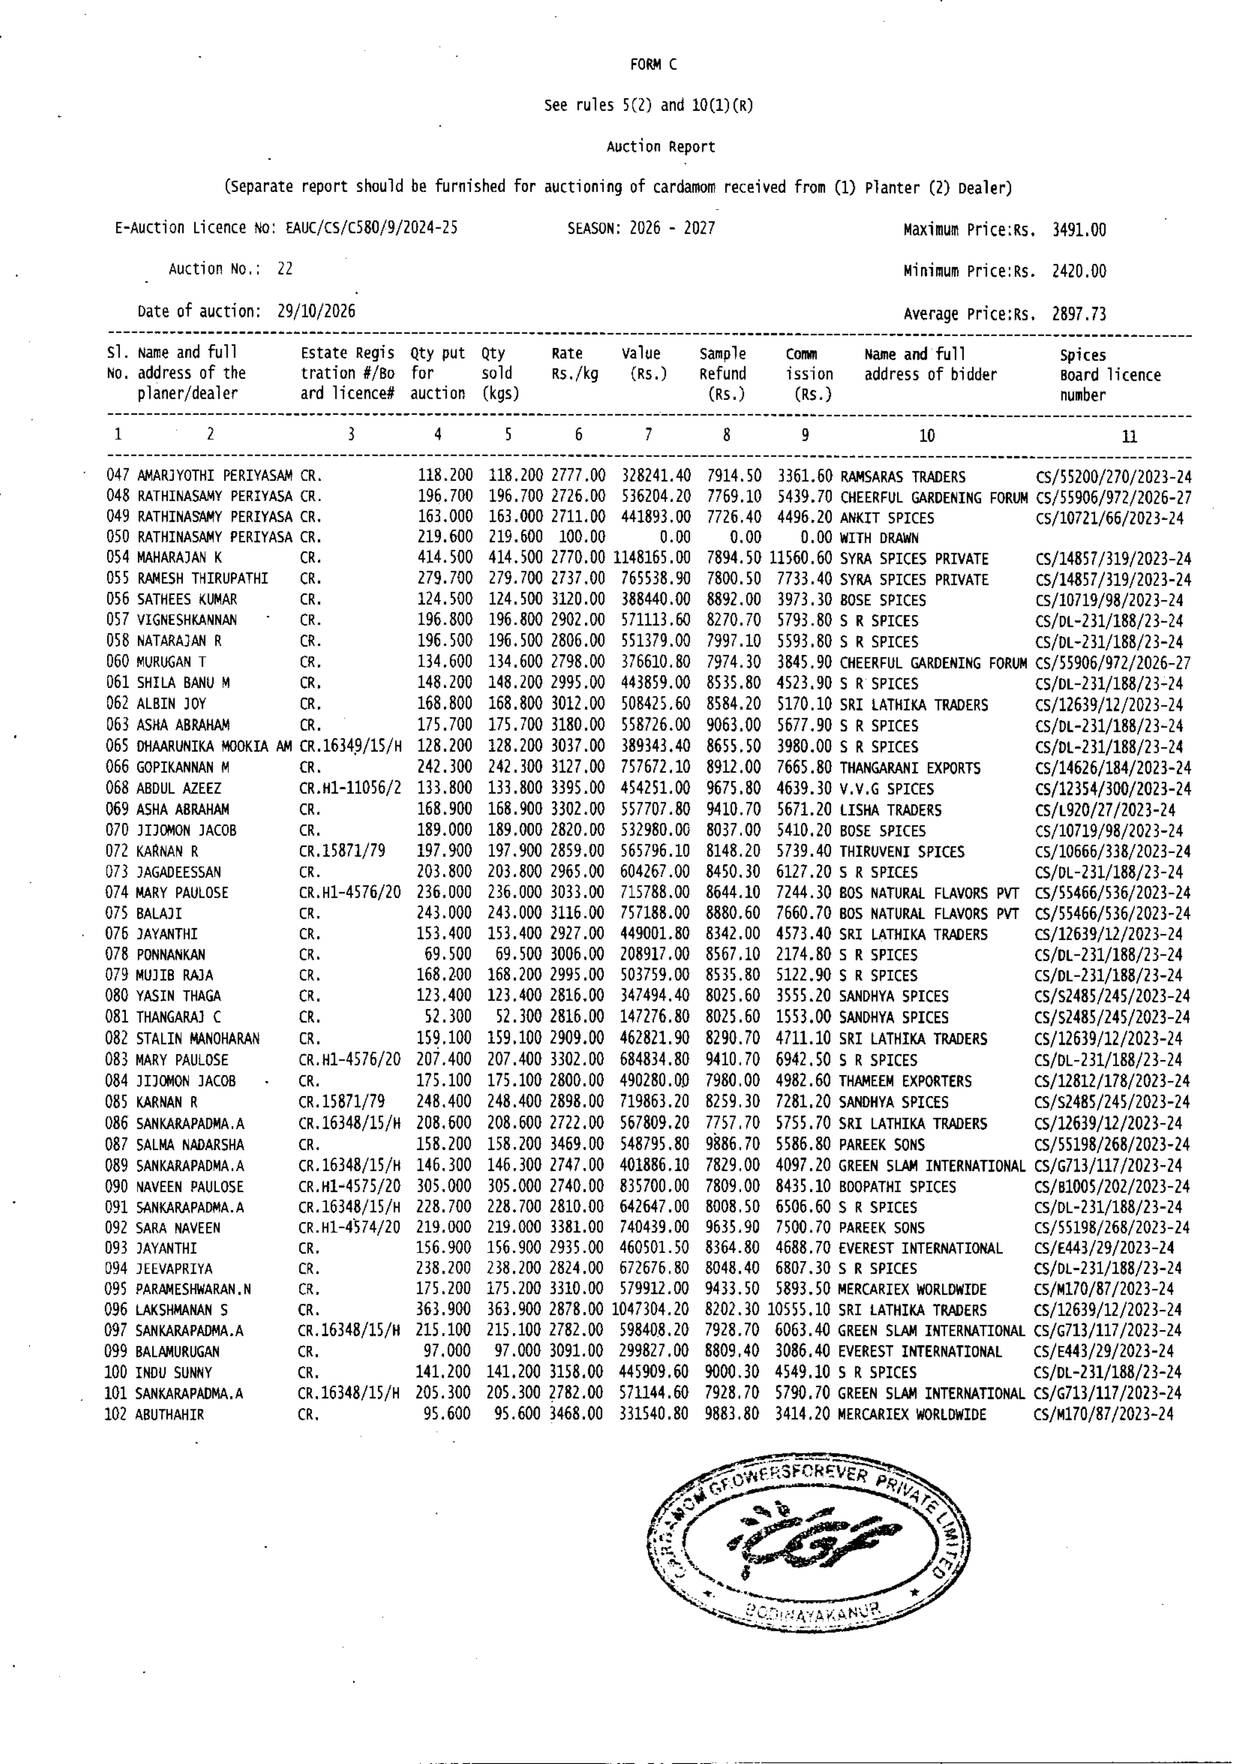 FORM C
See rules 5(2) and 10(1)(R)
Auction Report
(Separate report should be furnished for auctioning of cardamom received from (1) Planter (2) Dealer)
E-Auction Licence No: EAUC/CS/C580/9/2024-25 SEASON: 2026 - 2027 Maximum Price:Rs. 3491.00
Auction No.: 22 Minimum Price:Rs. 2420.00
Date of auction: 29/10/2026 Average Price:Rs. 2897.73
Sl. Name and full Estate Regis Qty put Qty Rate Value Sample Comm Name and full Spices
No. address of the tration #/Bo for sold Rs./kg (Rs.) Refund ission address of bidder Board licence
planer/dealer ard licence# auction (kgs) (Rs.) (Rs.) number
1 2 3 4 5 6 7 8 9 10 11
047 AMARJYOTHI PERIYASAM CR. 118.200 118.200 2777.00 328241.40 7914.50 3361.60 RAMSARAS TRADERS CS/55200/270/2023-24
048 RATHINASAMY PERIYASA CR. 196.700 196.700 2726.00 536204.20 7769.10 5439.70 CHEERFUL GARDENING FORUM CS/55906/972/2026-27
049 RATHINASAMY PERIYASA CR. 163.000 163.000 2711.00 441893.00 7726.40 4496.20 ANKIT SPICES CS/10721/66/2023-24
050 RATHINASAMY PERIYASA CR. 219.600 219.600 100.00 0.00 0.00 0.00 WITH DRAWN
054 MAHARAJAN K CR. 414.500 414.500 2770.00 1148165.00 7894.50 11560.60 SYRA SPICES PRIVATE CS/14857/319/2023-24
055 RAMESH THIRUPATHI CR. 279.700 279.700 2737.00 765538.90 7800.50 7733.40 SYRA SPICES PRIVATE CS/14857/319/2023-24
056 SATHEES KUMAR CR. 124.500 124.500 3120.00 388440.00 8892.00 3973.30 BOSE SPICES CS/10719/98/2023-24
057 VIGNESHKANNAN CR. 196.800 196.800 2902.00 571113.60 8270.70 5793.80 S R SPICES CS/DL-231/188/23-24
058 NATARAJAN R CR. 196.500 196.500 2806.00 551379.00 7997.10 5593.80 S R SPICES CS/DL-231/188/23-24
060 MURUGAN T CR. 134.600 134.600 2798.00 376610.80 7974.30 3845.90 CHEERFUL GARDENING FORUM CS/55906/972/2026-27
061 SHILA BANU M CR. 148.200 148.200 2995.00 443859.00 8535.80 4523.90 S R SPICES CS/DL-231/188/23-24
062 ALBIN JOY CR. 168.800 168.800 3012.00 508425.60 8584.20 5170.10 SRI LATHIKA TRADERS CS/12639/12/2023-24
063 ASHA ABRAHAM CR. 175.700 175.700 3180.00 558726.00 9063.00 5677.90 S R SPICES CS/DL-231/188/23-24
065 DHAARUNIKA MOOKIA AM CR.16349/15/H 128.200 128.200 3037.00 389343.40 8655.50 3980.00 S R SPICES CS/DL-231/188/23-24
066 GOPIKANNAN M CR. 242.300 242.300 3127.00 757672.10 8912.00 7665.80 THANGARANI EXPORTS CS/14626/184/2023-24
068 ABDUL AZEEZ CR.H1-11056/2 133.800 133.800 3395.00 454251.00 9675.80 4639.30 V.V.G SPICES CS/12354/300/2023-24
069 ASHA ABRAHAM CR. 168.900 168.900 3302.00 557707.80 9410.70 5671.20 LISHA TRADERS CS/L920/27/2023-24
070 JIJOMON JACOB CR. 189.000 189.000 2820.00 532980.00 8037.00 5410.20 BOSE SPICES CS/10719/98/2023-24
072 KARNAN R CR.15871/79 197.900 197.900 2859.00 565796.10 8148.20 5739.40 THIRUVENI SPICES CS/10666/338/2023-24
073 JAGADEESSAN CR. 203.800 203.800 2965.00 604267.00 8450.30 6127.20 S R SPICES CS/DL-231/188/23-24
074 MARY PAULOSE CR.H1-4576/20 236.000 236.000 3033.00 715788.00 8644.10 7244.30 BOS NATURAL FLAVORS PVT CS/55466/536/2023-24
075 BALAJI CR. 243.000 243.000 3116.00 757188.00 8880.60 7660.70 BOS NATURAL FLAVORS PVT CS/55466/536/2023-24
076 JAYANTHI CR. 153.400 153.400 2927.00 449001.80 8342.00 4573.40 SRI LATHIKA TRADERS CS/12639/12/2023-24
078 PONNANKAN CR. 69.500 69.500 3006.00 208917.00 8567.10 2174.80 S R SPICES CS/DL-231/188/23-24
079 MUJIB RAJA CR. 168.200 168.200 2995.00 503759.00 8535.80 5122.90 S R SPICES CS/DL-231/188/23-24
080 YASIN THAGA CR. 123.400 123.400 2816.00 347494.40 8025.60 3555.20 SANDHYA SPICES CS/S2485/245/2023-24
081 THANGARAJ C CR. 52.300 52.300 2816.00 147276.80 8025.60 1553.00 SANDHYA SPICES CS/S2485/245/2023-24
082 STALIN MANOHARAN CR. 159.100 159.100 2909.00 462821.90 8290.70 4711.10 SRI LATHIKA TRADERS CS/12639/12/2023-24
083 MARY PAULOSE CR.H1-4576/20 207.400 207.400 3302.00 684834.80 9410.70 6942.50 S R SPICES CS/DL-231/188/23-24
084 JIJOMON JACOB CR. 175.100 175.100 2800.00 490280.00 7980.00 4982.60 THAMEEM EXPORTERS CS/12812/178/2023-24
085 KARNAN R CR.15871/79 248.400 248.400 2898.00 719863.20 8259.30 7281.20 SANDHYA SPICES CS/S2485/245/2023-24
086 SANKARAPADMA.A CR.16348/15/H 208.600 208.600 2722.00 567809.20 7757.70 5755.70 SRI LATHIKA TRADERS CS/12639/12/2023-24
087 SALMA NADARSHA CR. 158.200 158.200 3469.00 548795.80 9886.70 5586.80 PAREEK SONS CS/55198/268/2023-24
089 SANKARAPADMA.A CR.16348/15/H 146.300 146.300 2747.00 401886.10 7829.00 4097.20 GREEN SLAM INTERNATIONAL CS/G713/117/2023-24
090 NAVEEN PAULOSE CR.H1-4575/20 305.000 305.000 2740.00 835700.00 7809.00 8435.10 BOOPATHI SPICES CS/B1005/202/2023-24
091 SANKARAPADMA.A CR.16348/15/H 228.700 228.700 2810.00 642647.00 8008.50 6506.60 S R SPICES CS/DL-231/188/23-24
092 SARA NAVEEN CR.H1-4574/20 219.000 219.000 3381.00 740439.00 9635.90 7500.70 PAREEK SONS CS/55198/268/2023-24
093 JAYANTHI CR. 156.900 156.900 2935.00 460501.50 8364.80 4688.70 EVEREST INTERNATIONAL CS/E443/29/2023-24
094 JEEVAPRIYA CR. 238.200 238.200 2824.00 672676.80 8048.40 6807.30 S R SPICES CS/DL-231/188/23-24
095 PARAMESHWARAN.N CR. 175.200 175.200 3310.00 579912.00 9433.50 5893.50 MERCARIEX WORLDWIDE CS/M170/87/2023-24
096 LAKSHMANAN S CR. 363.900 363.900 2878.00 1047304.20 8202.30 10555.10 SRI LATHIKA TRADERS CS/12639/12/2023-24
097 SANKARAPADMA.A CR.16348/15/H 215.100 215.100 2782.00 598408.20 7928.70 6063.40 GREEN SLAM INTERNATIONAL CS/G713/117/2023-24
099 BALAMURUGAN CR. 97.000 97.000 3091.00 299827.00 8809.40 3086.40 EVEREST INTERNATIONAL CS/E443/29/2023-24
100 INDU SUNNY CR. 141.200 141.200 3158.00 445909.60 9000.30 4549.10 S R SPICES CS/DL-231/188/23-24
101 SANKARAPADMA.A CR.16348/15/H 205.300 205.300 2782.00 571144.60 7928.70 5790.70 GREEN SLAM INTERNATIONAL CS/G713/117/2023-24
102 ABUTHAHIR CR. 95.600 95.600 3468.00 331540.80 9883.80 3414.20 MERCARIEX WORLDWIDE CS/M170/87/2023-24
CARDAMOM GROWERSFOREVER PRIVATE LIMITED
CGF
BODINAYAKANUR